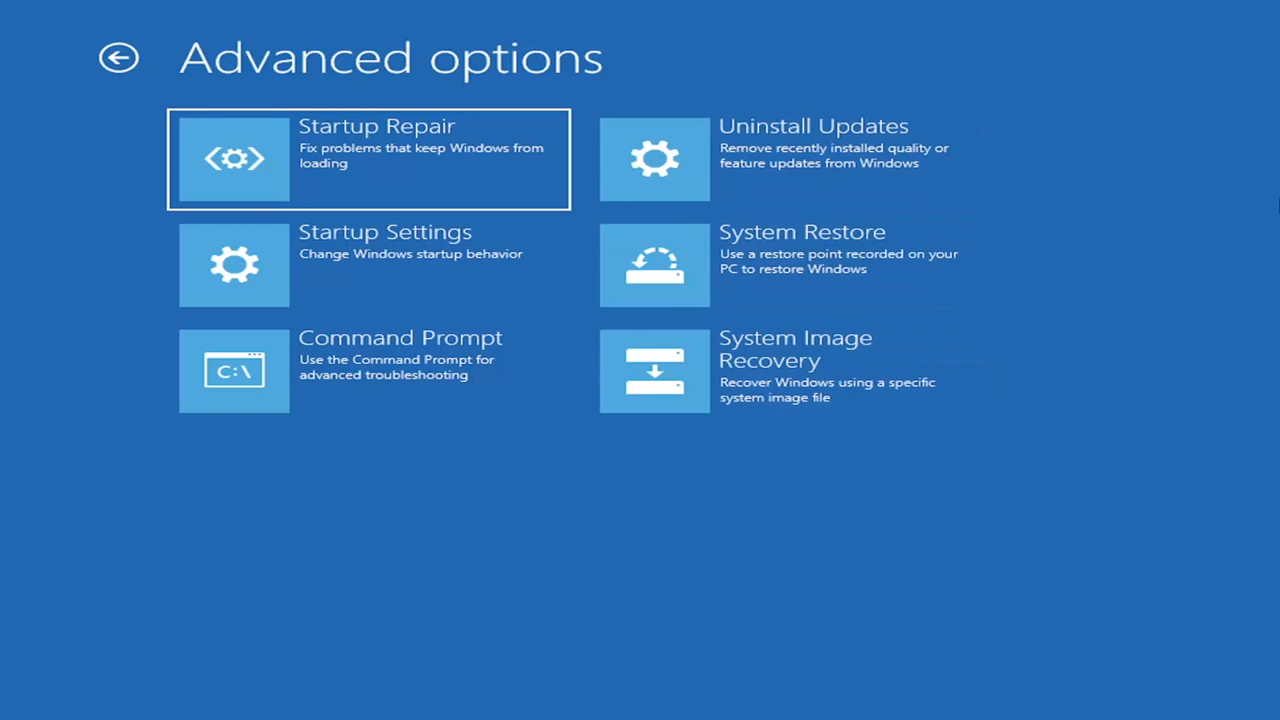 Advanced options
Startup Repair
Fix problems that keep Windows from
loading
Uninstall Updates
Remove recently installed quality or
feature updates from Windows
Startup Settings
Change Windows startup behavior
System Restore
Use a restore point recorded on your
PC to restore Windows
C:\
Command Prompt
Use the Command Prompt for
advanced troubleshooting
System Image
Recovery
Recover Windows using a specific
system image file